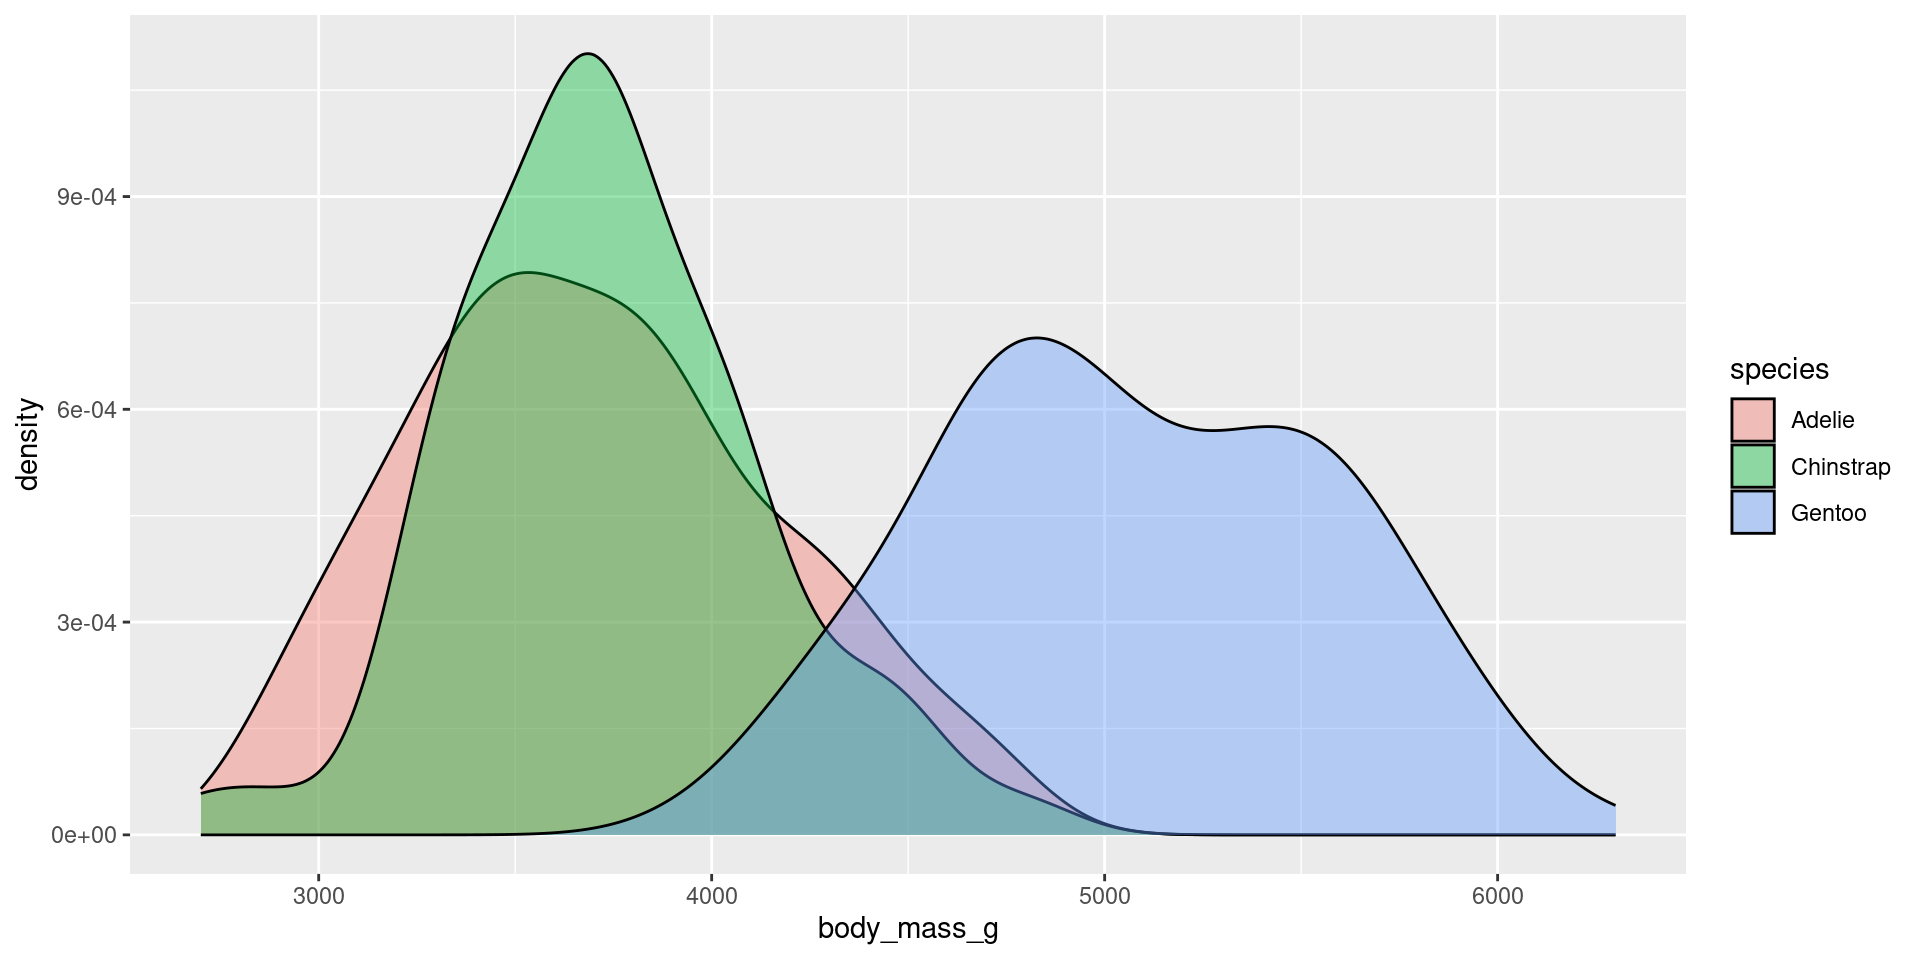 9e-04
6e-04
3e-04
0e+00
density
3000 4000 5000 6000
body_mass_g
species
Adelie
Chinstrap
Gentoo